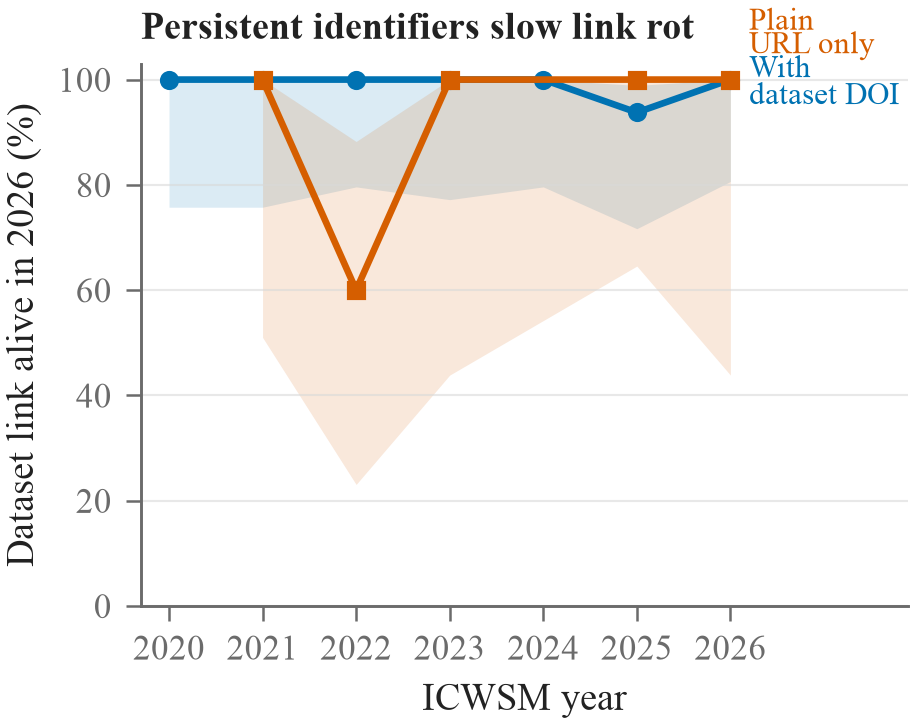 Persistent identifiers slow link rot
Plain
URL only
With
dataset DOI
Dataset link alive in 2026 (%)
100
80
60
40
20
0
2020 2021 2022 2023 2024 2025 2026
ICWSM year